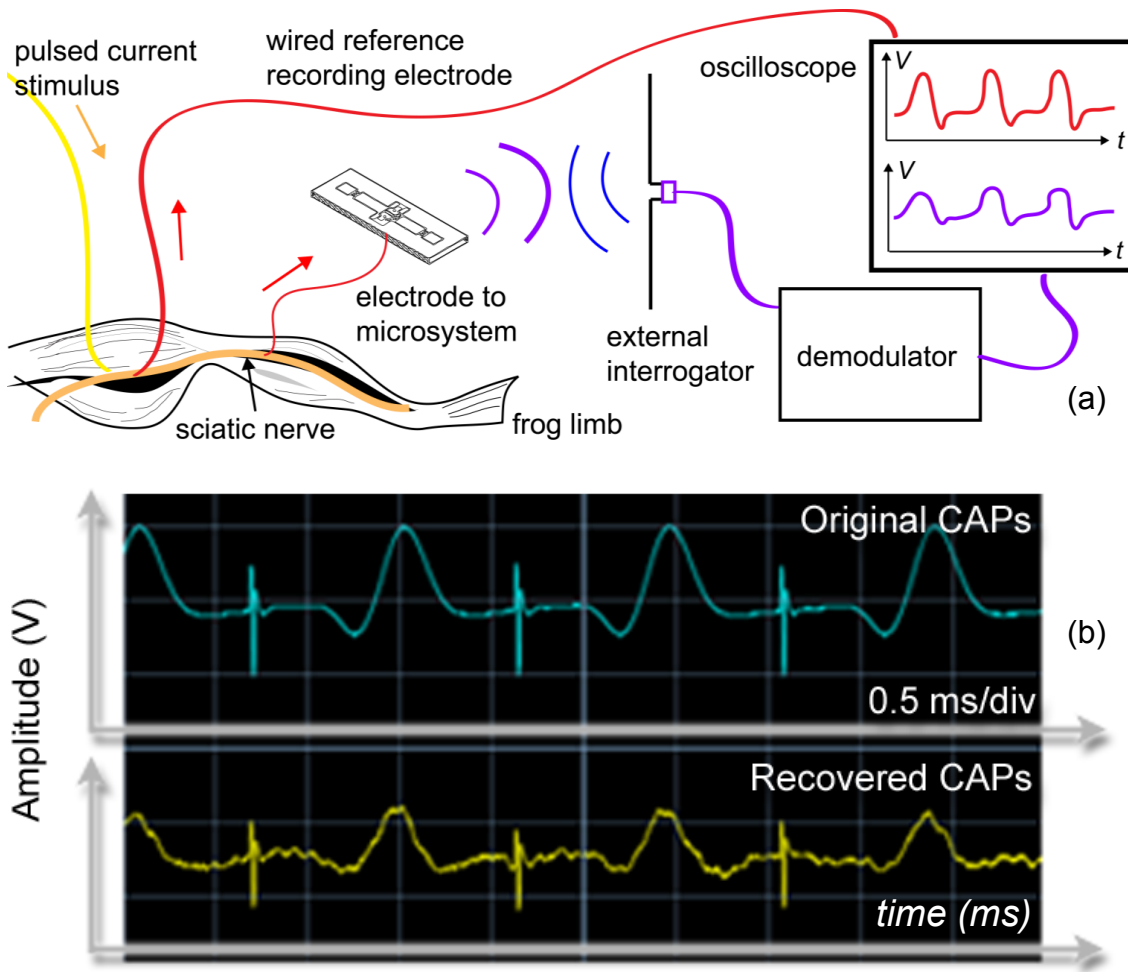 pulsed current
stimulus
wired reference
recording electrode
oscilloscope
V
t
V
t
electrode to
microsystem
external
interrogator
demodulator
(a)
sciatic nerve
frog limb
Original CAPs
(b)
0.5 ms/div
Amplitude (V)
Recovered CAPs
time (ms)